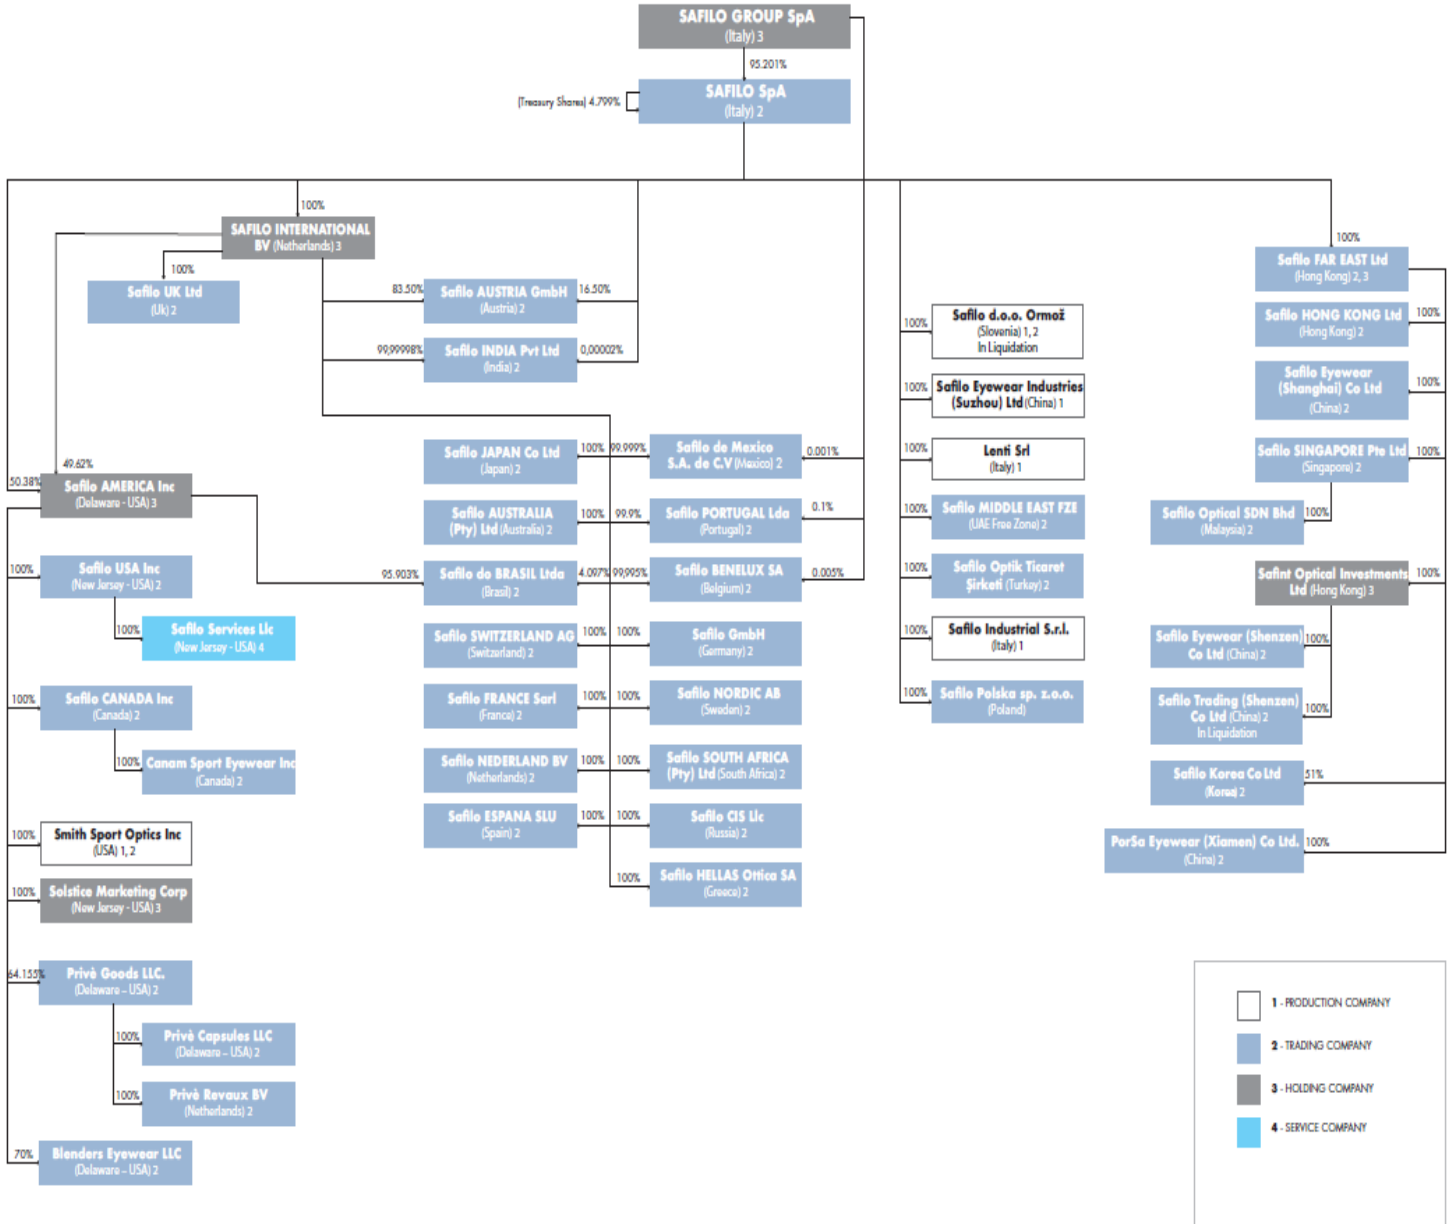 SAFILO GROUP SpA
(Italy) 3
95.201%
(Treasury Shares) 4.799%
SAFILO SpA
(Italy) 2
100%
SAFILO INTERNATIONAL
BV (Netherlands) 3
100%
Safilo UK Ltd
(Uk) 2
83.50%
Safilo AUSTRIA GmbH
(Austria) 2
16.50%
99,99998%
Safilo INDIA Pvt Ltd
(India) 2
0,00002%
49.62%
50.38%
Safilo AMERICA Inc
(Delaware - USA) 3
100%
Safilo USA Inc
(New Jersey - USA) 2
100%
Safilo Services Llc
(New Jersey - USA) 4
100%
Safilo CANADA Inc
(Canada) 2
100%
Canam Sport Eyewear Inc
(Canada) 2
100%
Smith Sport Optics Inc
(USA) 1, 2
100%
Solstice Marketing Corp
(New Jersey - USA) 3
64.155%
Privè Goods LLC.
(Delaware – USA) 2
100%
Privè Capsules LLC
(Delaware – USA) 2
100%
Privè Revaux BV
(Netherlands) 2
70%
Blenders Eyewear LLC
(Delaware – USA) 2
Safilo JAPAN Co Ltd
(Japan) 2
100%
99.999%
Safilo de Mexico
S.A. de C.V (Mexico) 2
0.001%
Safilo AUSTRALIA
(Pty) Ltd (Australia) 2
100%
99.9%
Safilo PORTUGAL Lda
(Portugal) 2
0.1%
95.903%
Safilo do BRASIL Ltda
(Brasil) 2
4.097%
99,995%
Safilo BENELUX SA
(Belgium) 2
0.005%
Safilo SWITZERLAND AG
(Switzerland) 2
100%
100%
Safilo GmbH
(Germany) 2
Safilo FRANCE Sarl
(France) 2
100%
100%
Safilo NORDIC AB
(Sweden) 2
Safilo NEDERLAND BV
(Netherlands) 2
100%
100%
Safilo SOUTH AFRICA
(Pty) Ltd (South Africa) 2
Safilo ESPANA SLU
(Spain) 2
100%
100%
Safilo CIS Llc
(Russia) 2
100%
Safilo HELLAS Ottica SA
(Greece) 2
100%
Safilo d.o.o. Ormož
(Slovenia) 1, 2
In Liquidation
100%
Safilo Eyewear Industries
(Suzhou) Ltd (China) 1
100%
Lenti Srl
(Italy) 1
100%
Safilo MIDDLE EAST FZE
(UAE Free Zone) 2
100%
Safilo Optik Ticaret
Şirketi (Turkey) 2
100%
Safilo Industrial S.r.l.
(Italy) 1
100%
Safilo Polska sp. z.o.o.
(Poland)
100%
Safilo FAR EAST Ltd
(Hong Kong) 2, 3
Safilo HONG KONG Ltd
(Hong Kong) 2
100%
Safilo Eyewear
(Shanghai) Co Ltd
(China) 2
100%
Safilo SINGAPORE Pte Ltd
(Singapore) 2
100%
Safilo Optical SDN Bhd
(Malaysia) 2
100%
Safint Optical Investments
Ltd (Hong Kong) 3
100%
Safilo Eyewear (Shenzen)
Co Ltd (China) 2
100%
Safilo Trading (Shenzen)
Co Ltd (China) 2
In Liquidation
100%
Safilo Korea Co Ltd
(Korea) 2
51%
PorSa Eyewear (Xiamen) Co Ltd.
(China) 2
100%
1 - PRODUCTION COMPANY
2 - TRADING COMPANY
3 - HOLDING COMPANY
4 - SERVICE COMPANY